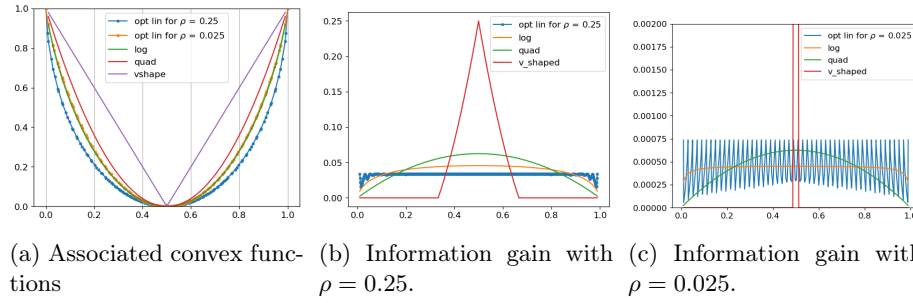 opt lin for ρ = 0.25
opt lin for ρ = 0.025
log
quad
vshape
1.0
0.8
0.6
0.4
0.2
0.0
0.0 0.2 0.4 0.6 0.8 1.0
opt lin for ρ = 0.25
log
quad
v_shaped
0.25
0.20
0.15
0.10
0.05
0.00
0.0 0.2 0.4 0.6 0.8 1.0
opt lin for ρ = 0.025
log
quad
v_shaped
0.00200
0.00175
0.00150
0.00125
0.00100
0.00075
0.00050
0.00025
0.00000
0.0 0.2 0.4 0.6 0.8 1.0
(a) Associated convex func-
tions
(b) Information gain with
ρ = 0.25.
(c) Information gain with
ρ = 0.025.